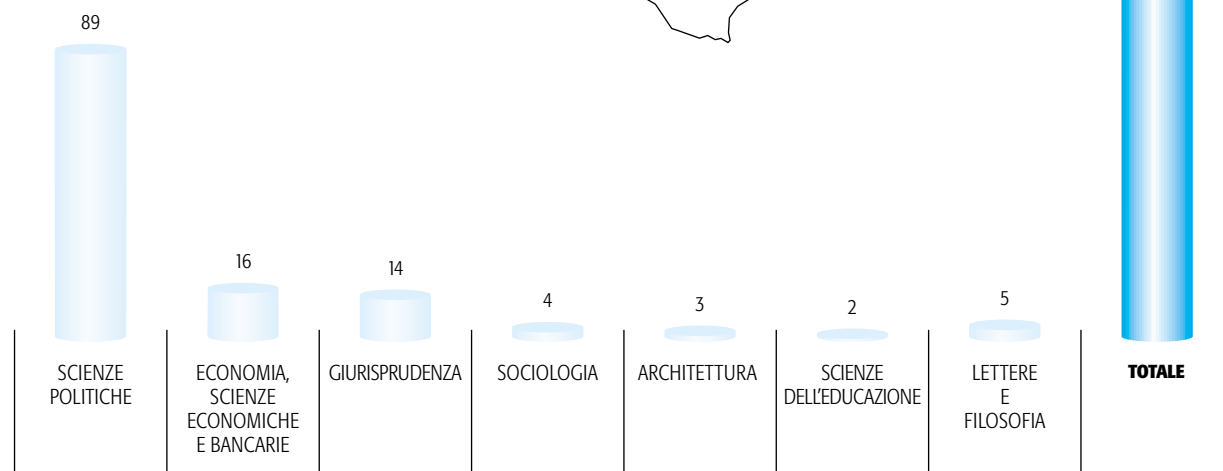 89
16
14
4
3
2
5
SCIENZE
POLITICHE
ECONOMIA,
SCIENZE
ECONOMICHE
E BANCARIE
GIURISPRUDENZA
SOCIOLOGIA
ARCHITETTURA
SCIENZE
DELL'EDUCAZIONE
LETTERE
E
FILOSOFIA
TOTALE